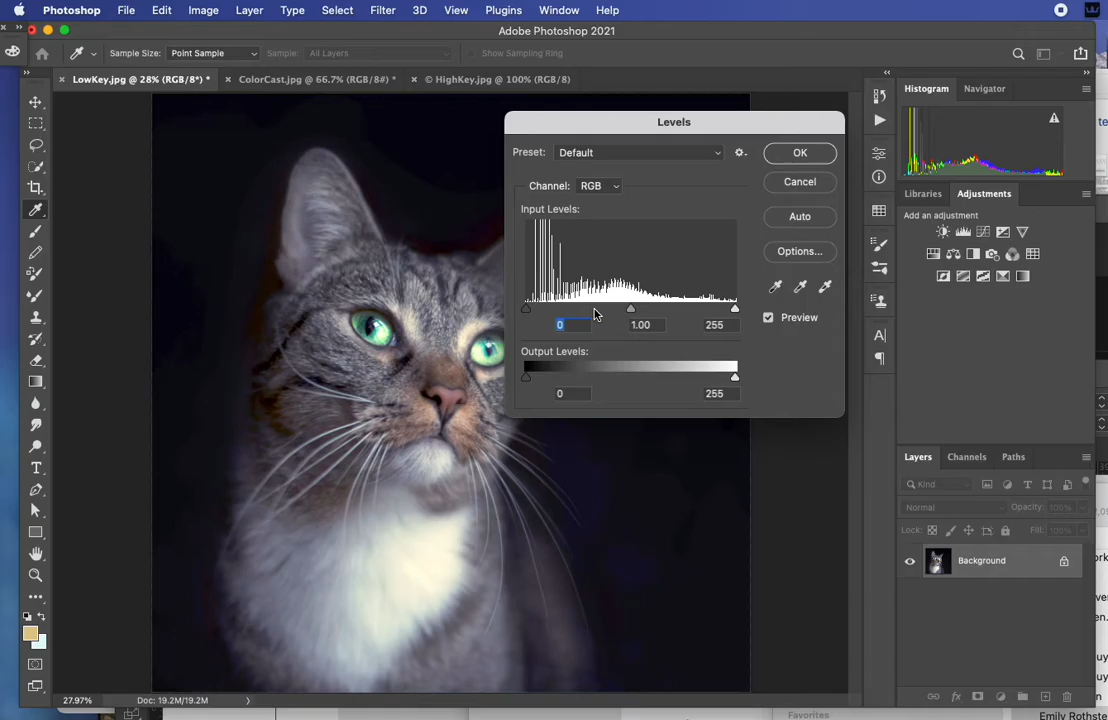 Photoshop File Edit Image Layer Type Select Filter 3D View Plugins Window Help
Adobe Photoshop 2021
Sample Size: Point Sample Sample: All Layers Show Sampling Ring
LowKey.jpg @ 28% (RGB/8*) * ColorCast.jpg @ 66.7% (RGB/8#) * © HighKey.jpg @ 100% (RGB/8)
Histogram Navigator
Levels
Preset: Default OK
Channel: RGB Cancel
Input Levels:
Auto
Options...
0 1.00 255
Preview
Output Levels:
0 255
Libraries Adjustments
Add an adjustment
Layers Channels Paths
Kind
Normal Opacity: 100%
Lock: Fill: 100%
Background
27.97% Doc: 19.2M/19.2M
Favorites
Emily Rothste